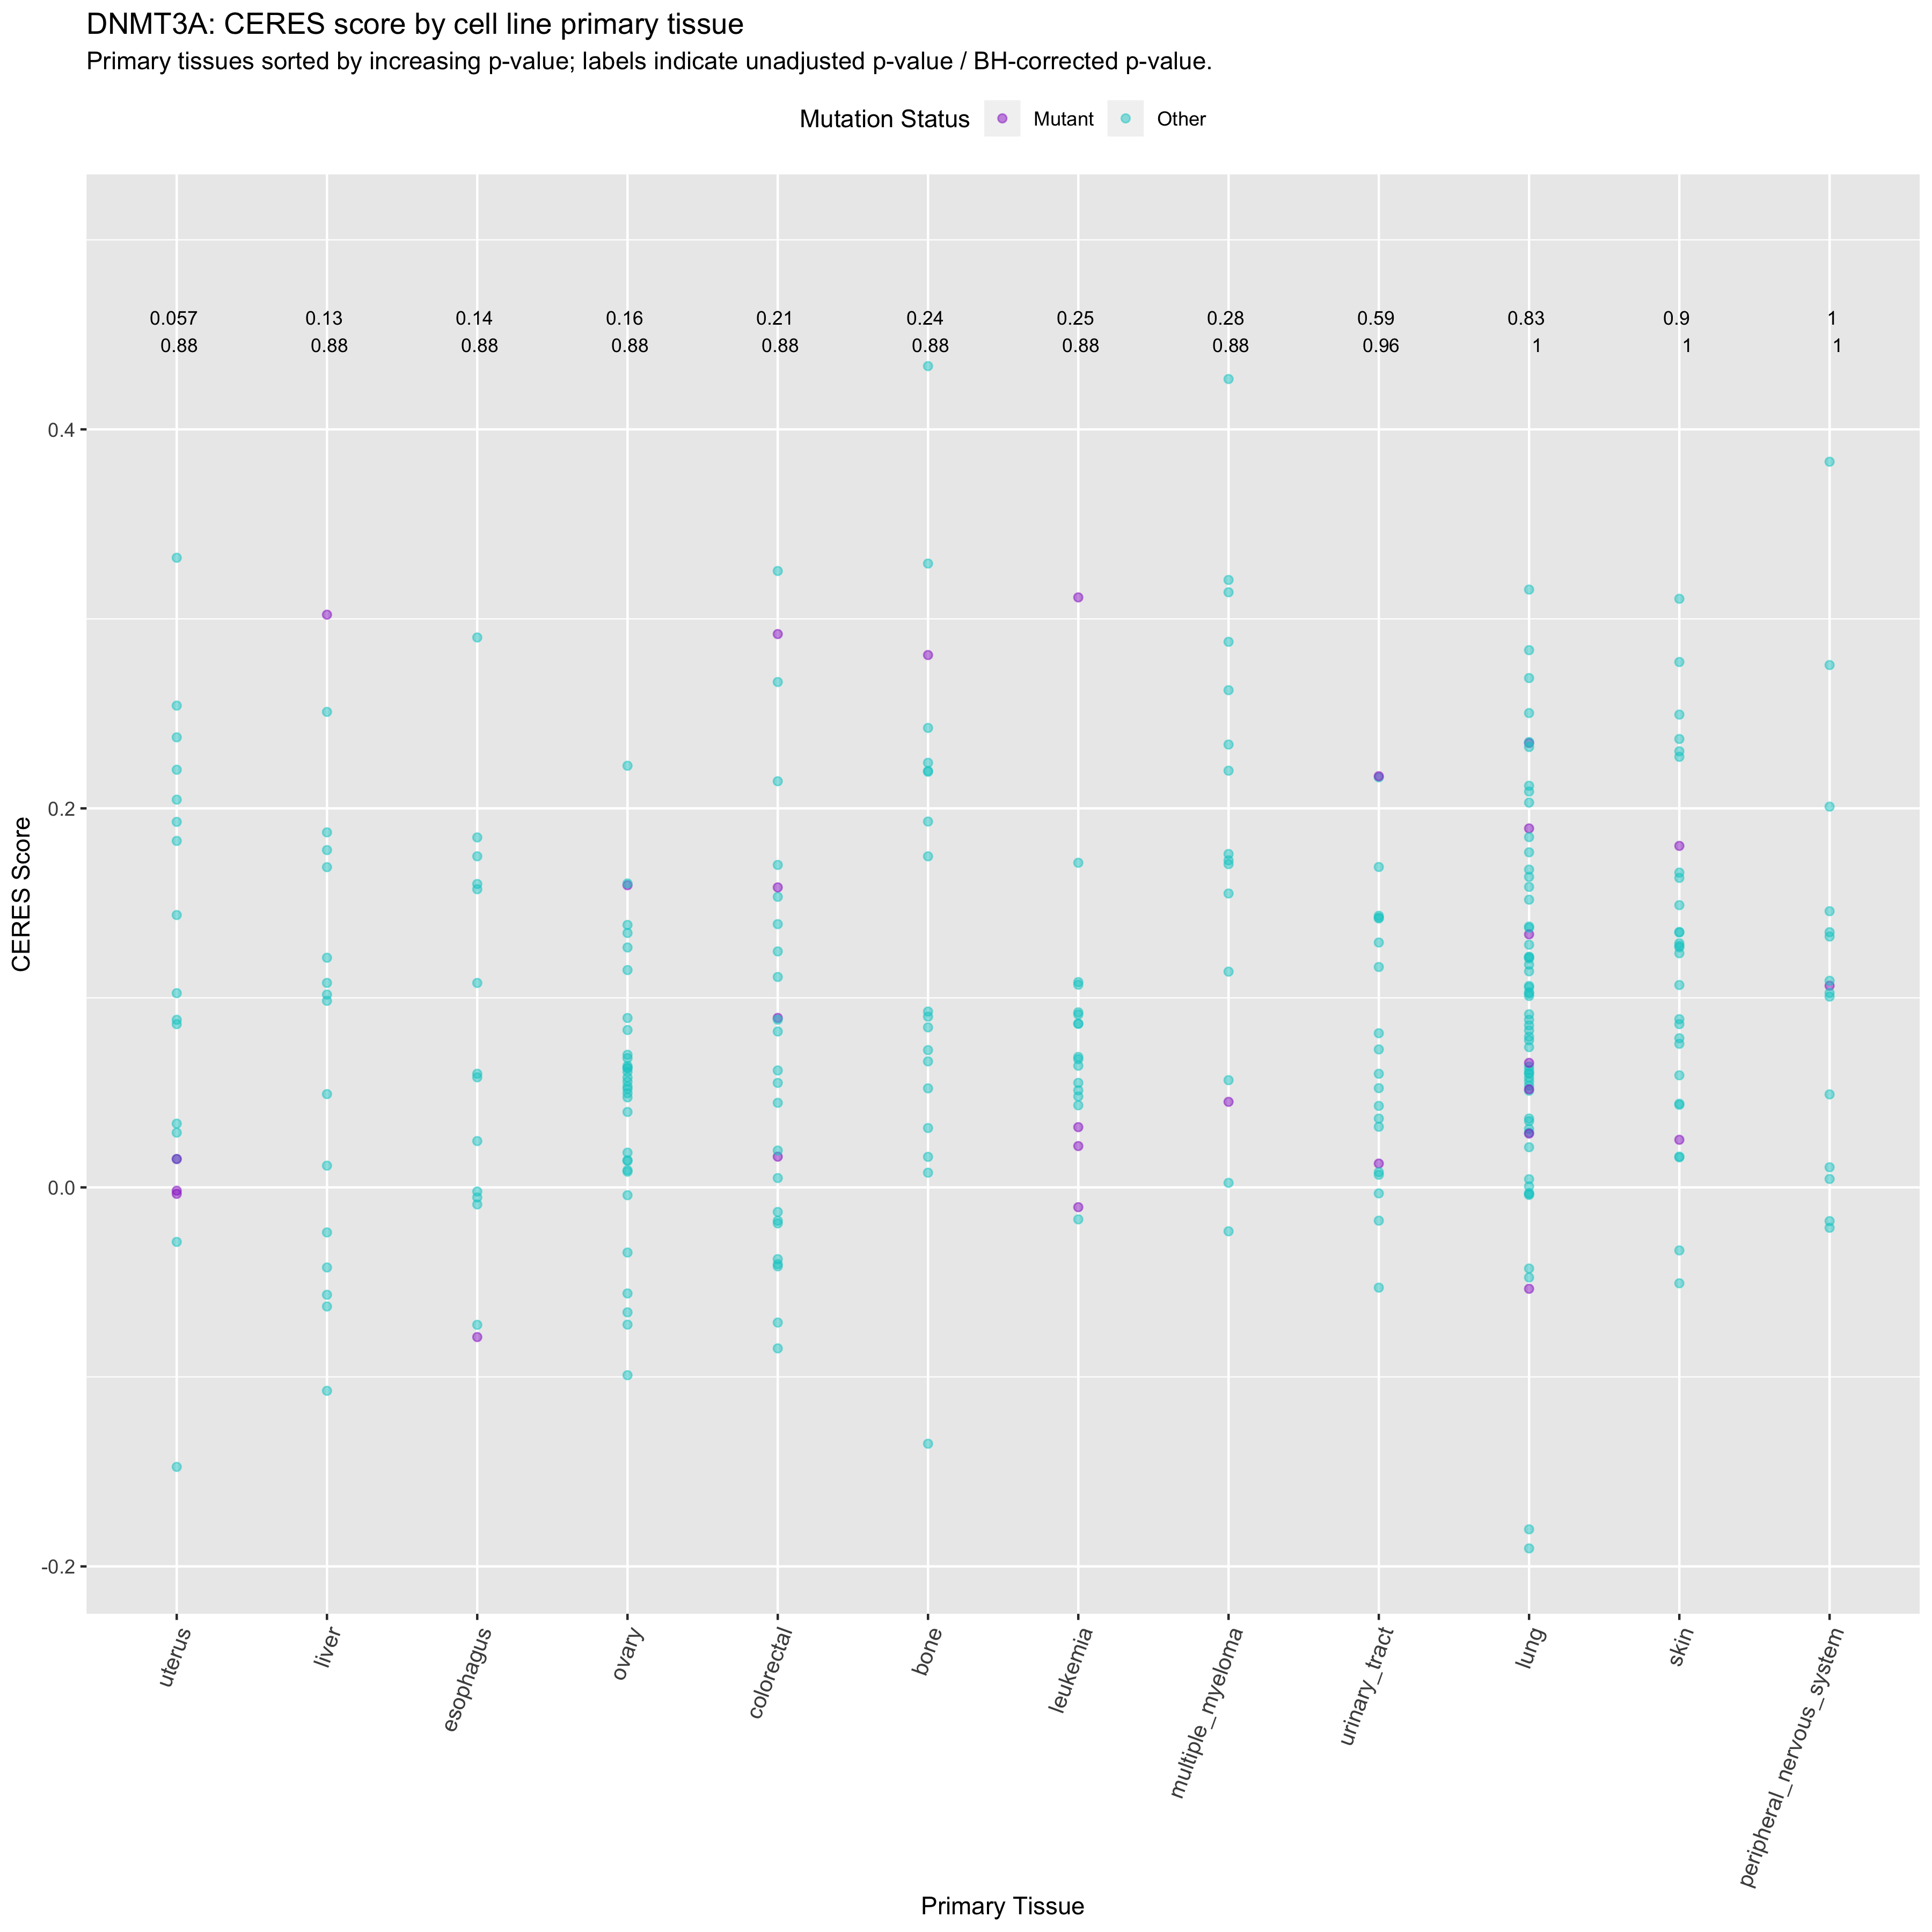 DNMT3A: CERES score by cell line primary tissue
Primary tissues sorted by increasing p-value; labels indicate unadjusted p-value / BH-corrected p-value.
Mutation Status Mutant Other
0.057 0.13 0.14 0.16 0.21 0.24 0.25 0.28 0.59 0.83 0.9 1
0.88 0.88 0.88 0.88 0.88 0.88 0.88 0.88 0.96 1 1 1
0.4
0.2
0.0
-0.2
CERES Score
uterus liver esophagus ovary colorectal bone leukemia multiple_myeloma urinary_tract lung skin peripheral_nervous_system
Primary Tissue